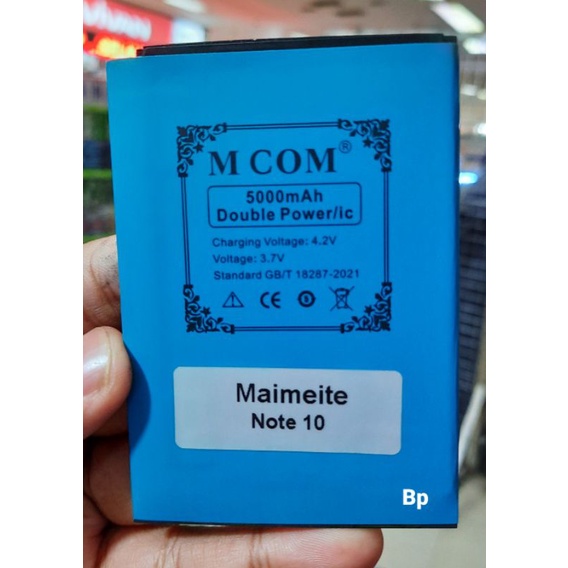 M COM®
5000mAh
Double Power/ic
Charging Voltage: 4.2V
Voltage: 3.7V
Standard GB/T 18287-2021
CE
Maimeite
Note 10
Bp